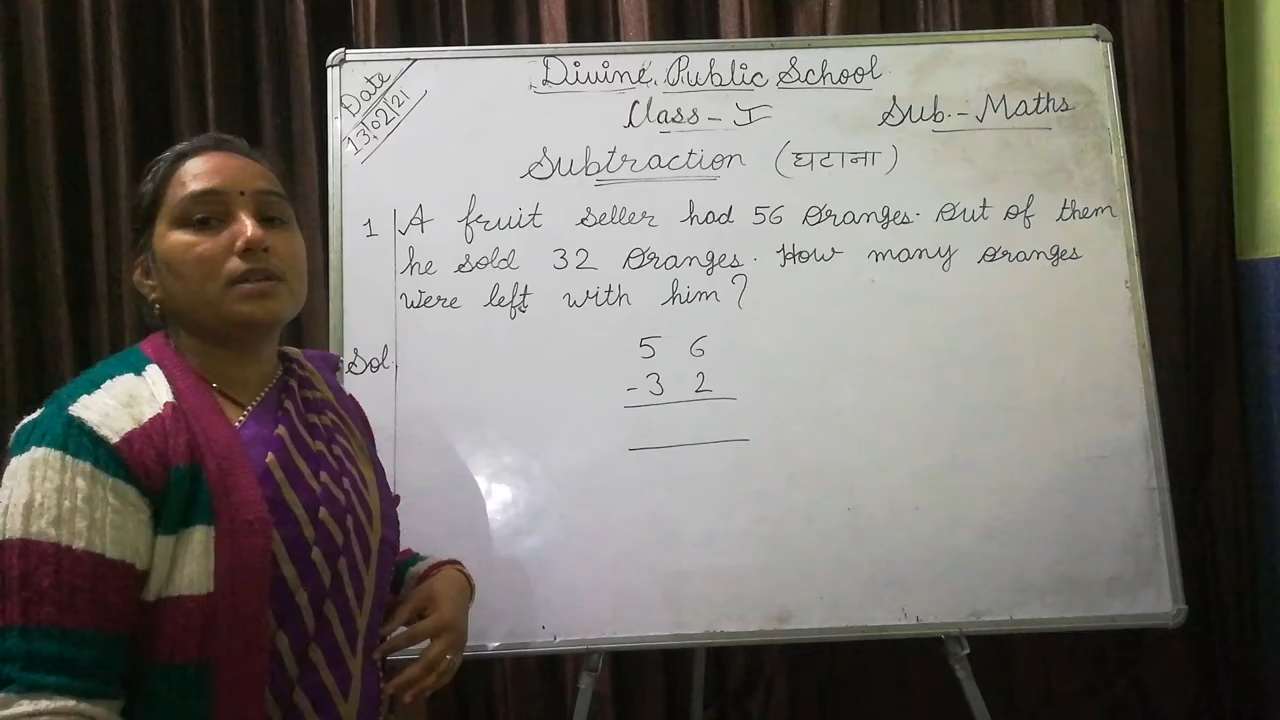 Date
13/02/21
Divine Public School
Class - I
Sub. - Maths
Subtraction (घटाना)
1 A fruit seller had 56 Oranges. Out of them
he sold 32 Oranges. How many oranges
were left with him?
Sol.
5 6
- 3 2